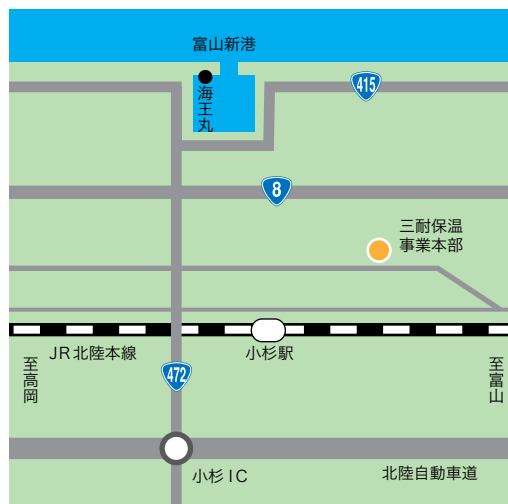 富山新港
海王丸
415
8
三耐保温
事業本部
JR北陸本線
小杉駅
至高岡
472
至富山
小杉IC
北陸自動車道